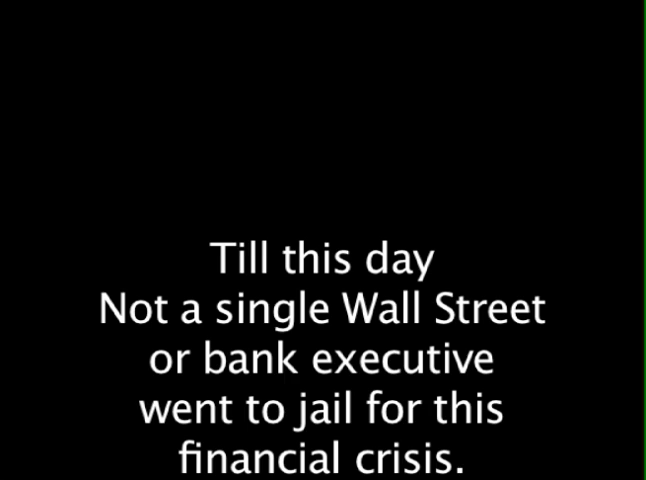 Till this day
Not a single Wall Street
or bank executive
went to jail for this
financial crisis.